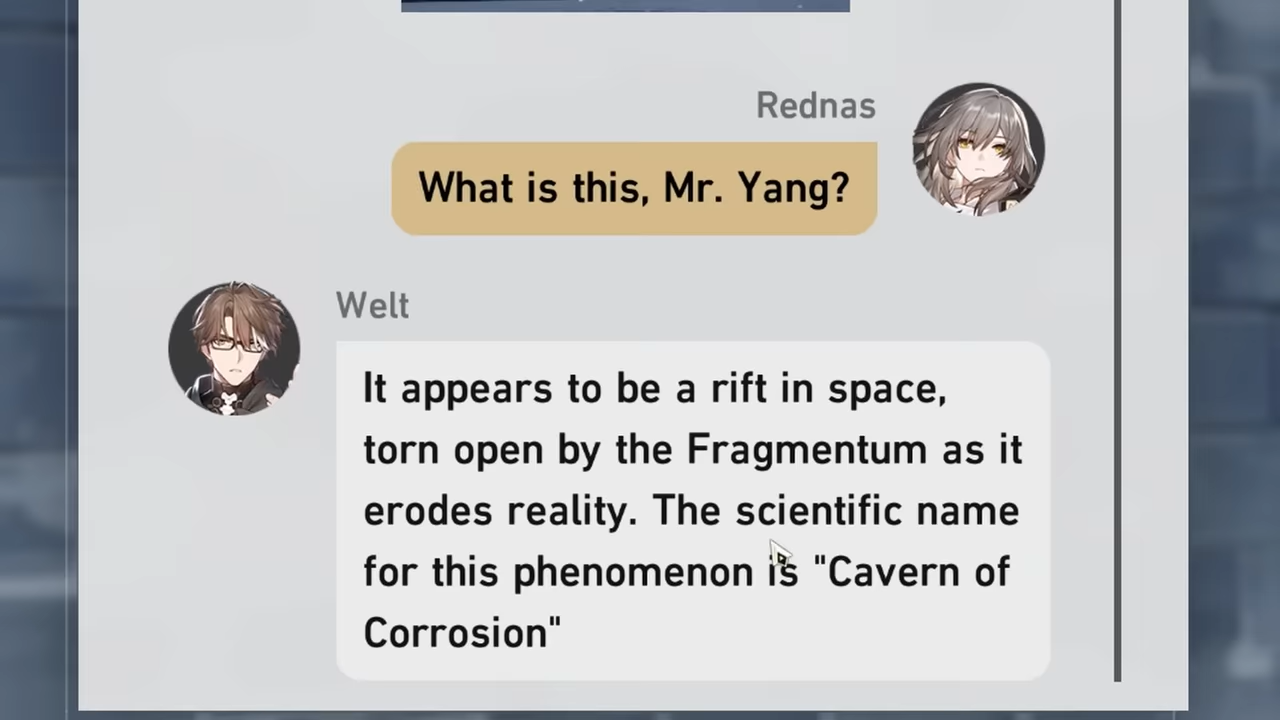 Rednas
What is this, Mr. Yang?
Welt
It appears to be a rift in space,
torn open by the Fragmentum as it
erodes reality. The scientific name
for this phenomenon is "Cavern of
Corrosion"